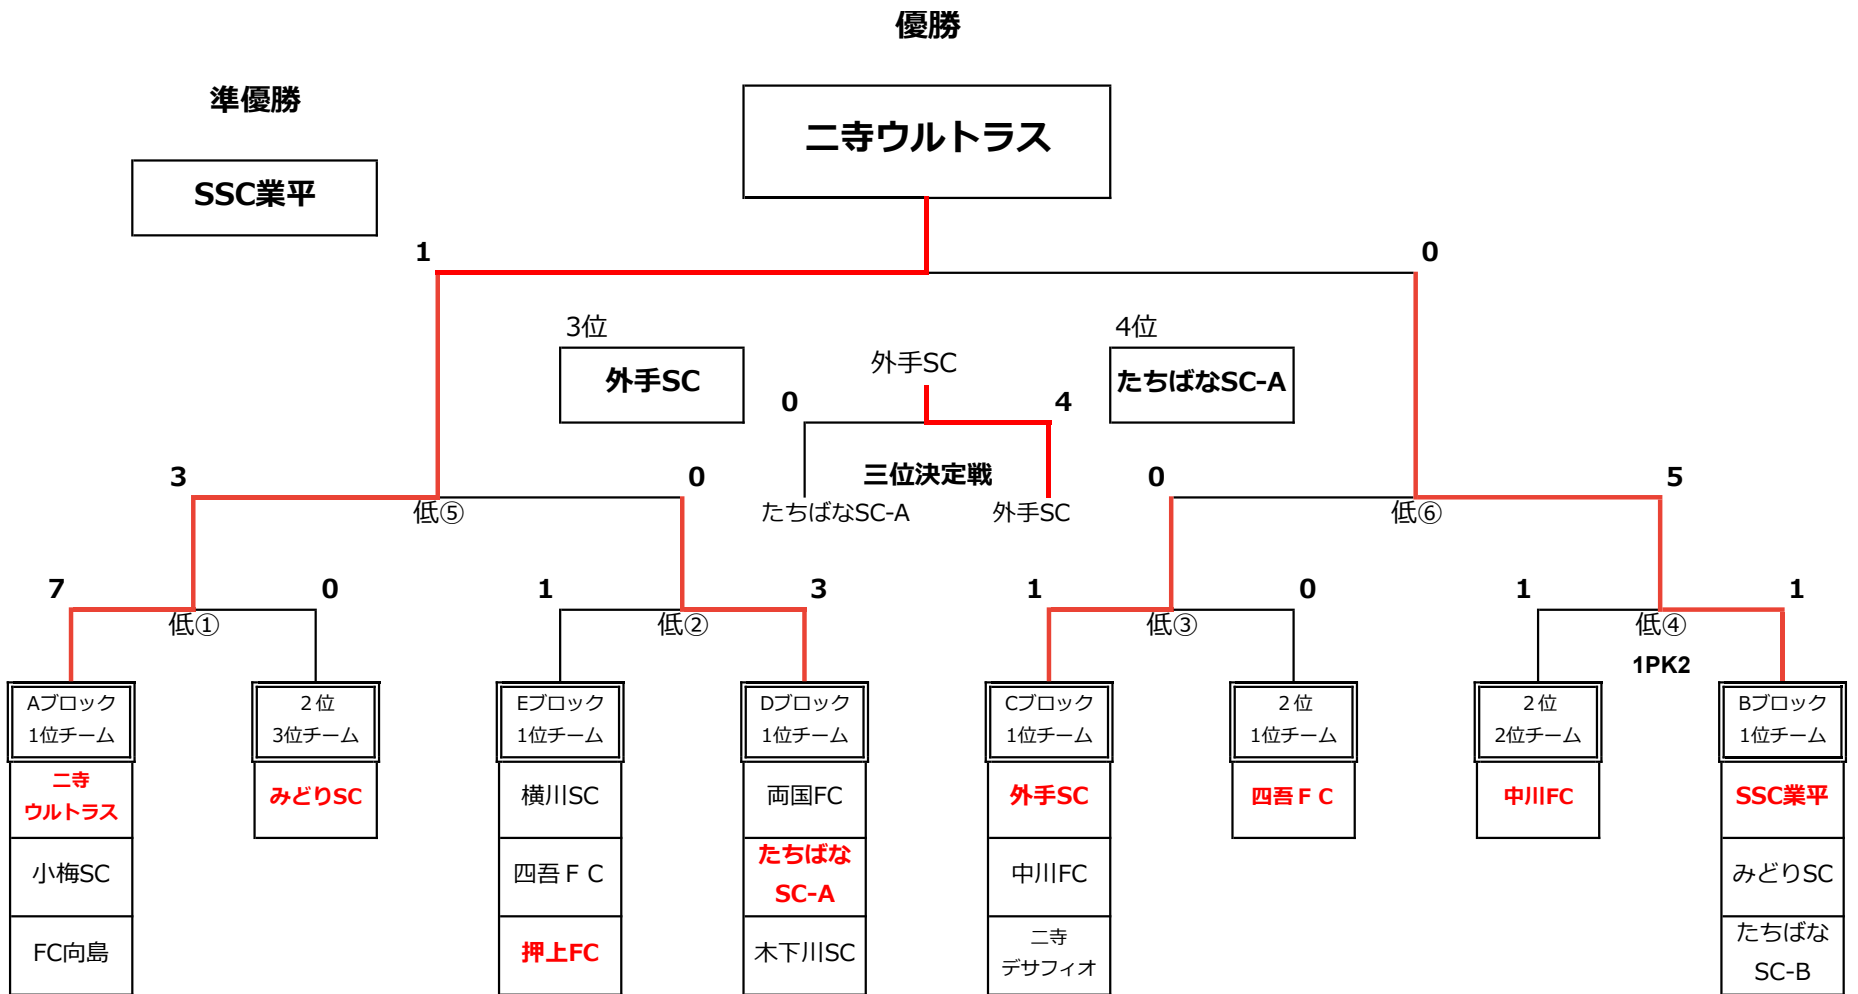 優勝
準優勝
二寺ウルトラス
SSC業平
1
0
3位
4位
外手SC
外手SC
たちばなSC-A
0
4
三位決定戦
たちばなSC-A
外手SC
3
0
0
5
低⑤
低⑥
7
0
1
3
1
0
1
1
低①
低②
低③
低④
1PK2
Aブロック
1位チーム
２位
3位チーム
Eブロック
1位チーム
Dブロック
1位チーム
Cブロック
1位チーム
２位
1位チーム
２位
2位チーム
Bブロック
1位チーム
二寺
ウルトラス
みどりSC
横川SC
両国FC
外手SC
四吾ＦＣ
中川FC
SSC業平
小梅SC
四吾ＦＣ
たちばな
SC-A
中川FC
みどりSC
FC向島
押上FC
木下川SC
二寺
デサフィオ
たちばな
SC-B